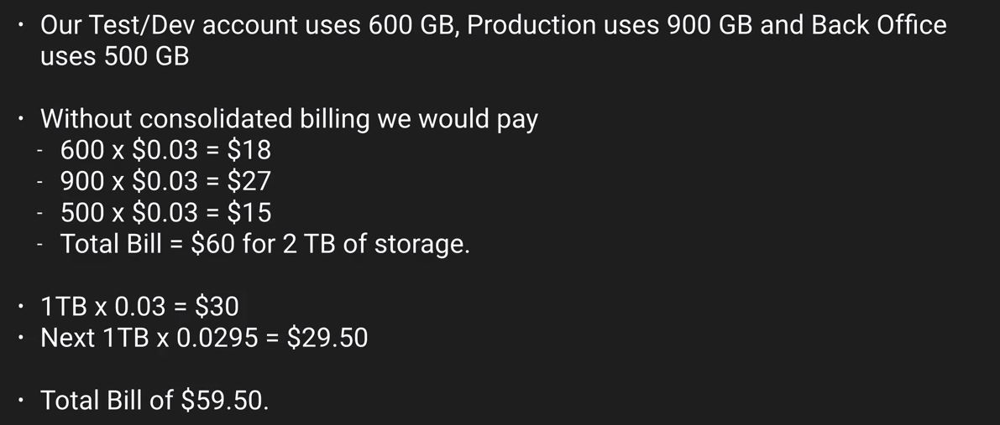 • Our Test/Dev account uses 600 GB, Production uses 900 GB and Back Office
uses 500 GB
• Without consolidated billing we would pay
- 600 x $0.03 = $18
- 900 x $0.03 = $27
- 500 x $0.03 = $15
- Total Bill = $60 for 2 TB of storage.
• 1TB x 0.03 = $30
• Next 1TB x 0.0295 = $29.50
• Total Bill of $59.50.